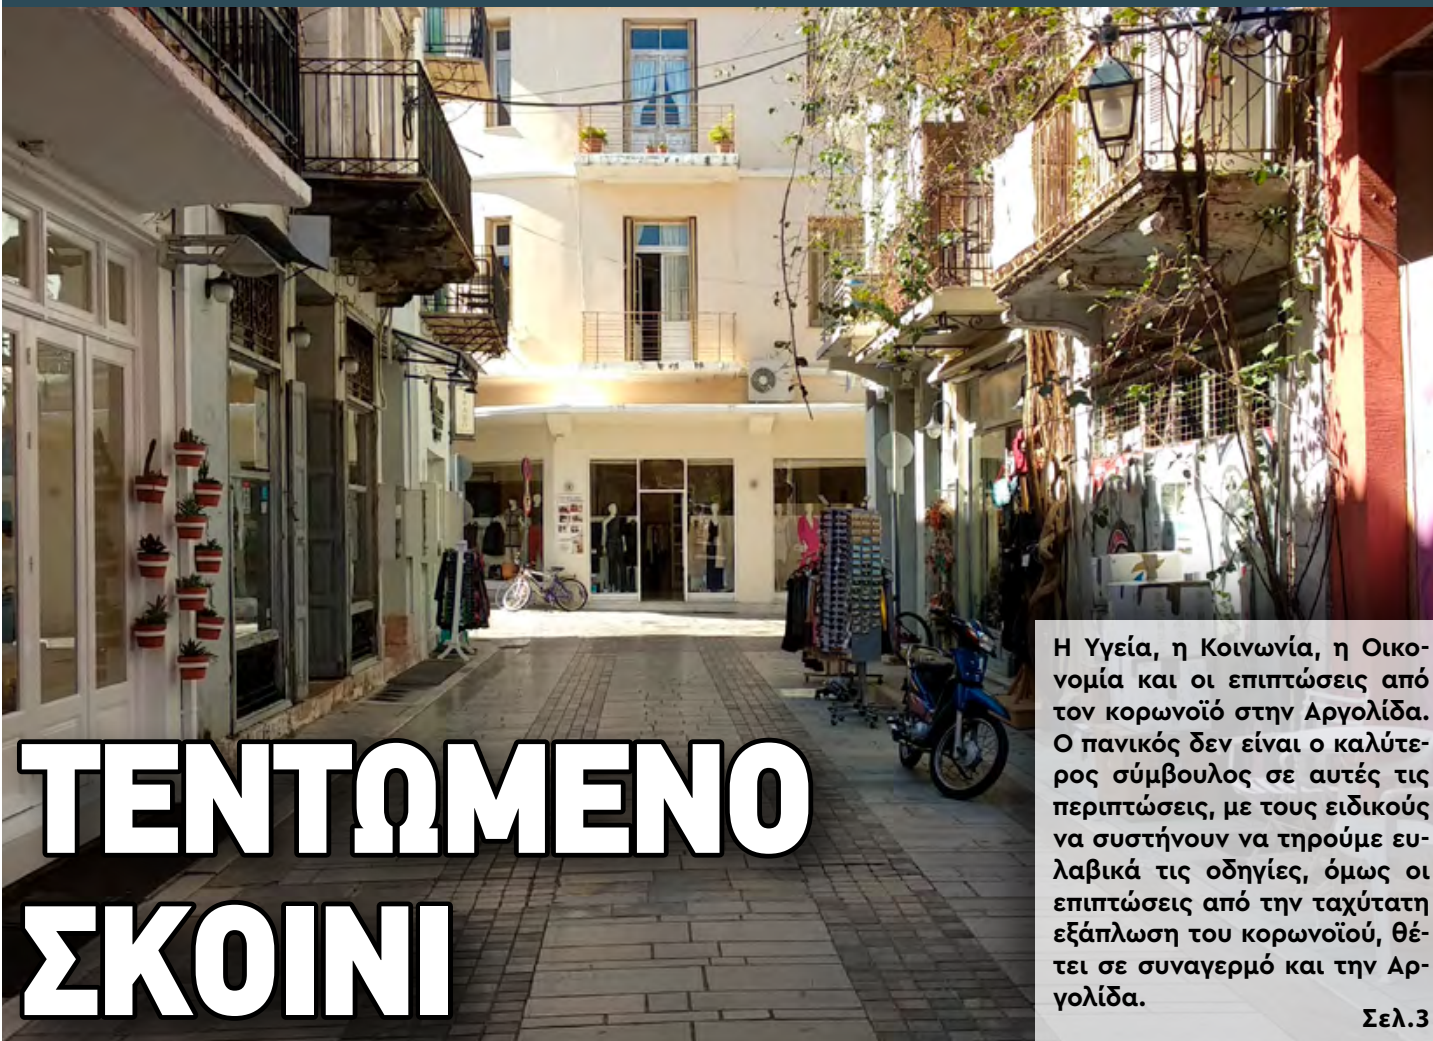 ΤΕΝΤΩΜΕΝΟ
ΣΚΟΙΝΙ
Η Υγεία, η Κοινωνία, η Οικο-
νομία και οι επιπτώσεις από
τον κορωνοϊό στην Αργολίδα.
Ο πανικός δεν είναι ο καλύτε-
ρος σύμβουλος σε αυτές τις
περιπτώσεις, με τους ειδικούς
να συστήνουν να τηρούμε ευ-
λαβικά τις οδηγίες, όμως οι
επιπτώσεις από την ταχύτατη
εξάπλωση του κορωνοϊού, θέ-
τει σε συναγερμό και την Αρ-
γολίδα.
Σελ.3